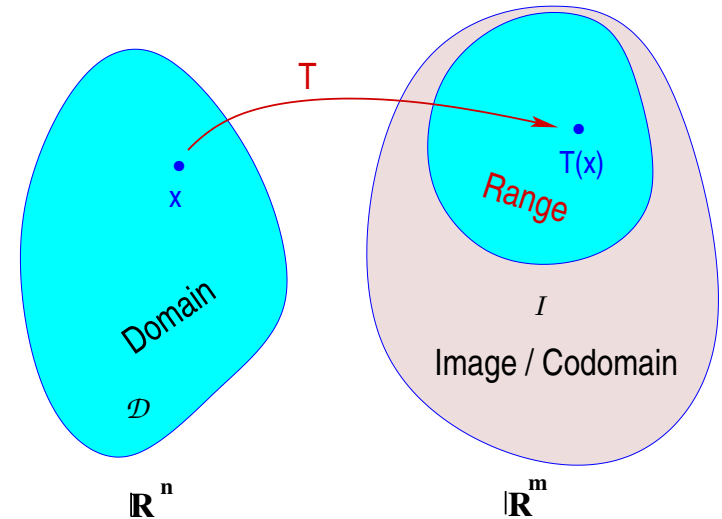 T
x
T(x)
Range
Domain
I
Image / Codomain
𝒟
ℝⁿ
ℝᵐ